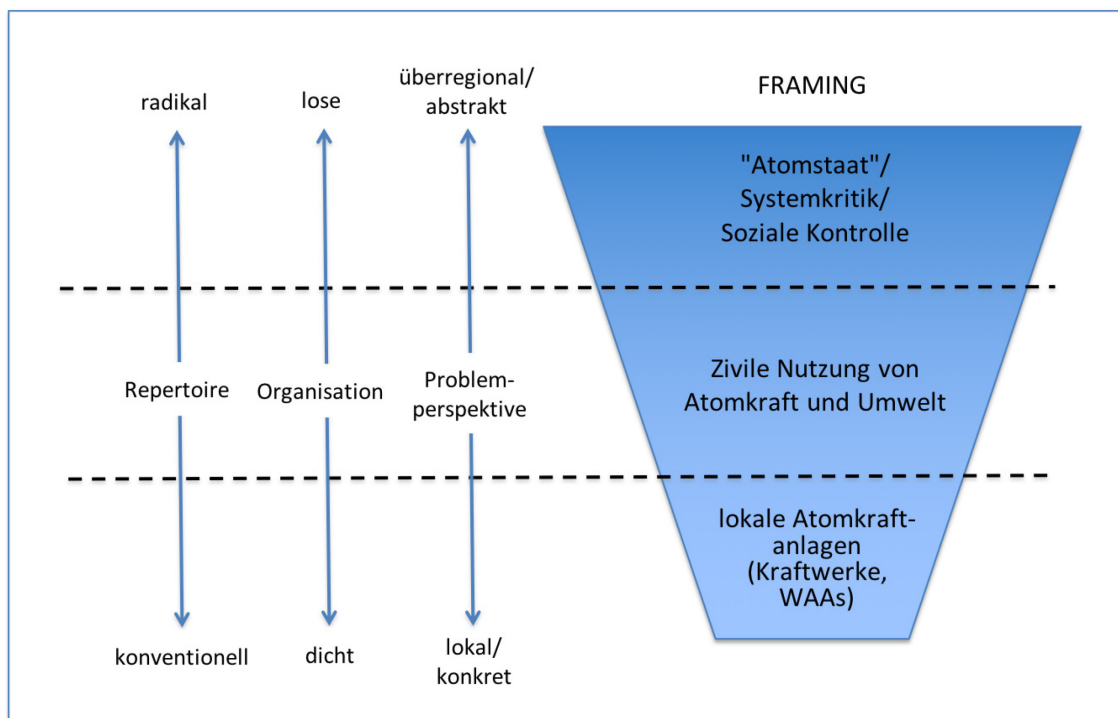 radikal
lose
überregional/
abstrakt
FRAMING
"Atomstaat"/
Systemkritik/
Soziale Kontrolle
Repertoire
Organisation
Problem-
perspektive
Zivile Nutzung von
Atomkraft und Umwelt
lokale Atomkraft-
anlagen
(Kraftwerke,
WAAs)
konventionell
dicht
lokal/
konkret